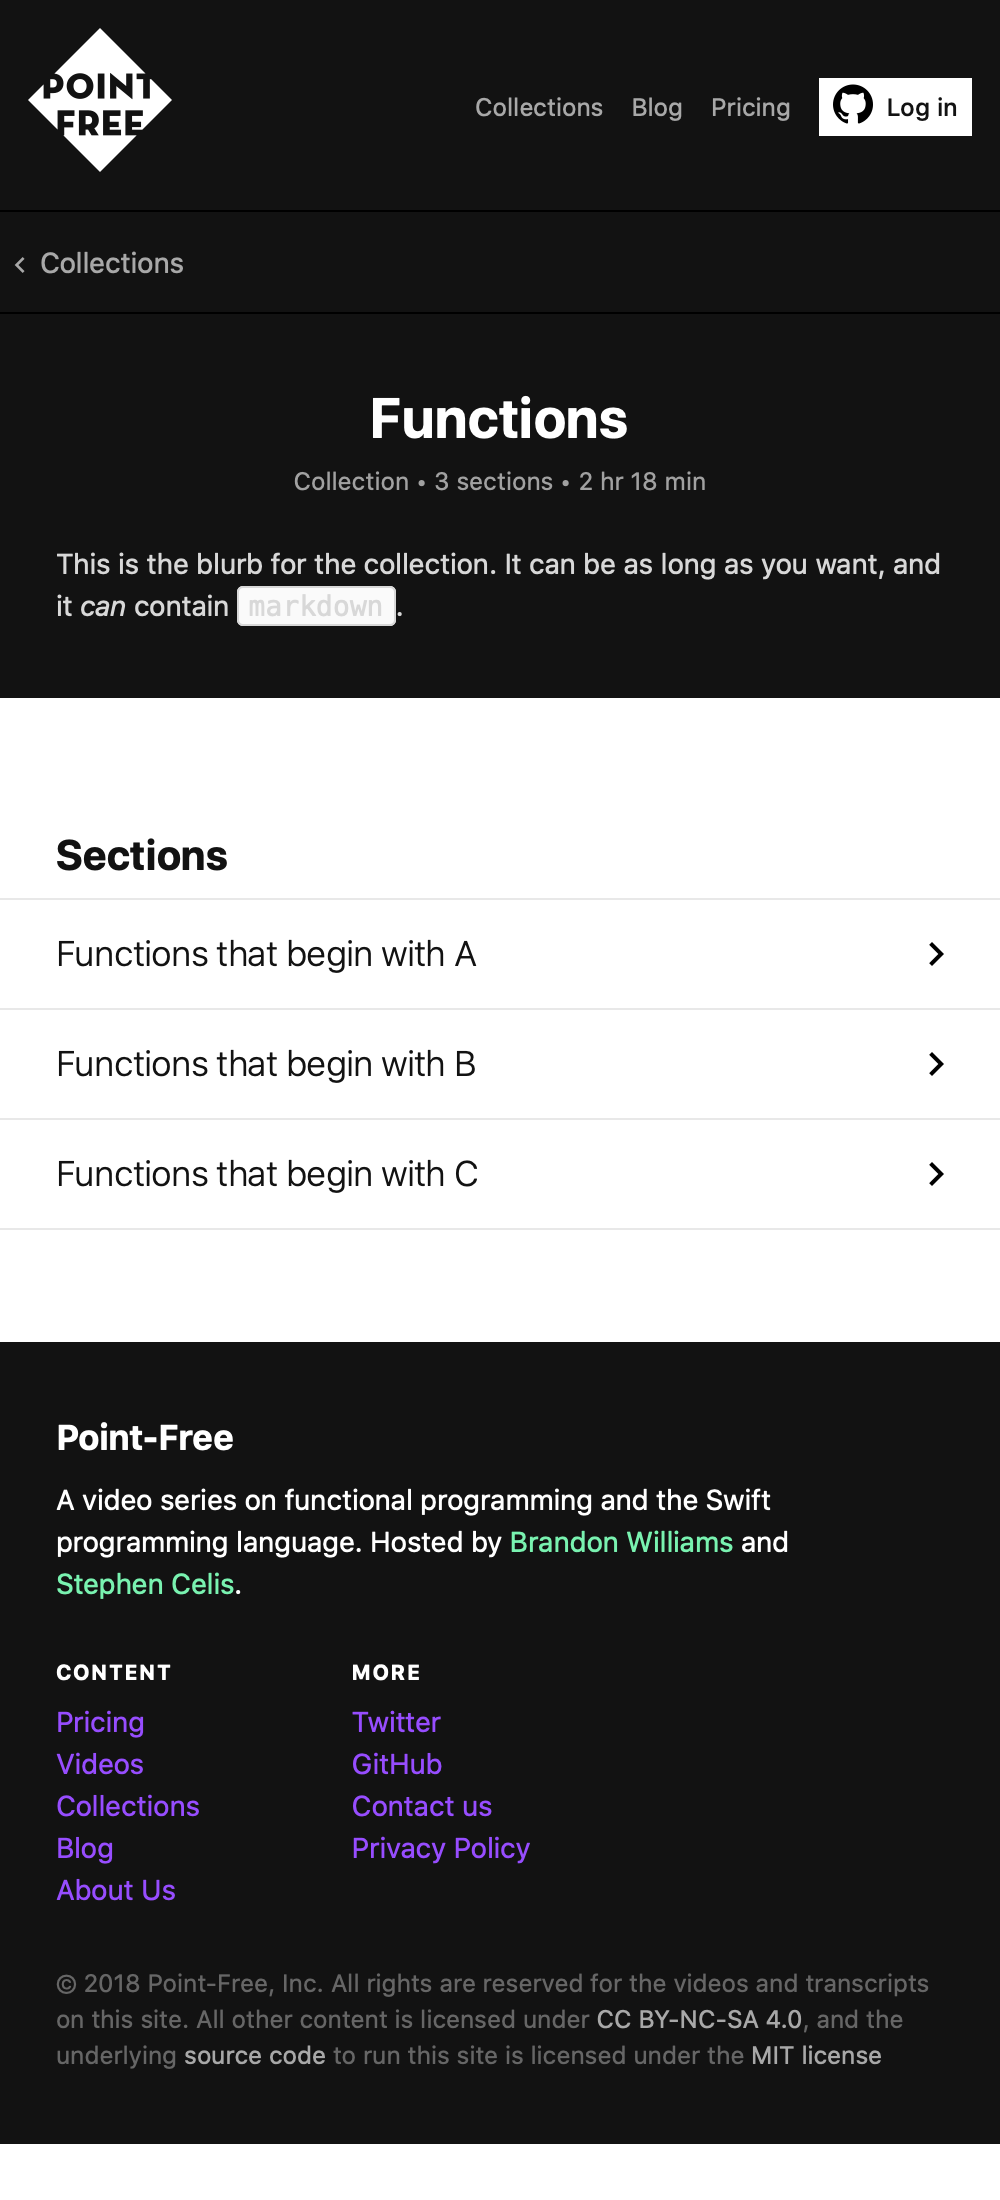 POINT
FREE
Collections Blog Pricing Log in
Collections
Functions
Collection • 3 sections • 2 hr 18 min
This is the blurb for the collection. It can be as long as you want, and
it can contain markdown.
Sections
Functions that begin with A
Functions that begin with B
Functions that begin with C
Point-Free
A video series on functional programming and the Swift
programming language. Hosted by Brandon Williams and
Stephen Celis.
CONTENT
Pricing
Videos
Collections
Blog
About Us
MORE
Twitter
GitHub
Contact us
Privacy Policy
© 2018 Point-Free, Inc. All rights are reserved for the videos and transcripts
on this site. All other content is licensed under CC BY-NC-SA 4.0, and the
underlying source code to run this site is licensed under the MIT license